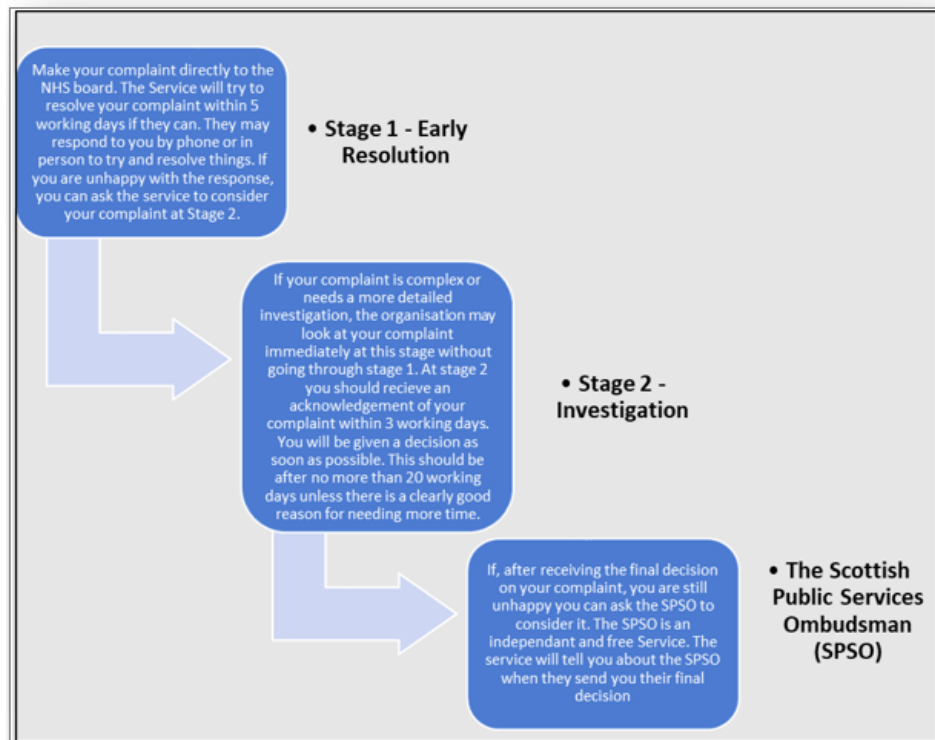 Make your complaint directly to the
NHS board. The Service will try to
resolve your complaint within 5
working days if they can. They may
respond to you by phone or in
person to try and resolve things. If
you are unhappy with the response,
you can ask the service to consider
your complaint at Stage 2.
• Stage 1 - Early
Resolution
If your complaint is complex or
needs a more detailed
investigation, the organisation may
look at your complaint
immediately at this stage without
going through stage 1. At stage 2
you should recieve an
acknowledgement of your
complaint within 3 working days.
You will be given a decision as
soon as possible. This should be
after no more than 20 working
days unless there is a clearly good
reason for needing more time.
• Stage 2 -
Investigation
If, after receiving the final decision
on your complaint, you are still
unhappy you can ask the SPSO to
consider it. The SPSO is an
independant and free Service. The
service will tell you about the SPSO
when they send you their final
decision
• The Scottish
Public Services
Ombudsman
(SPSO)